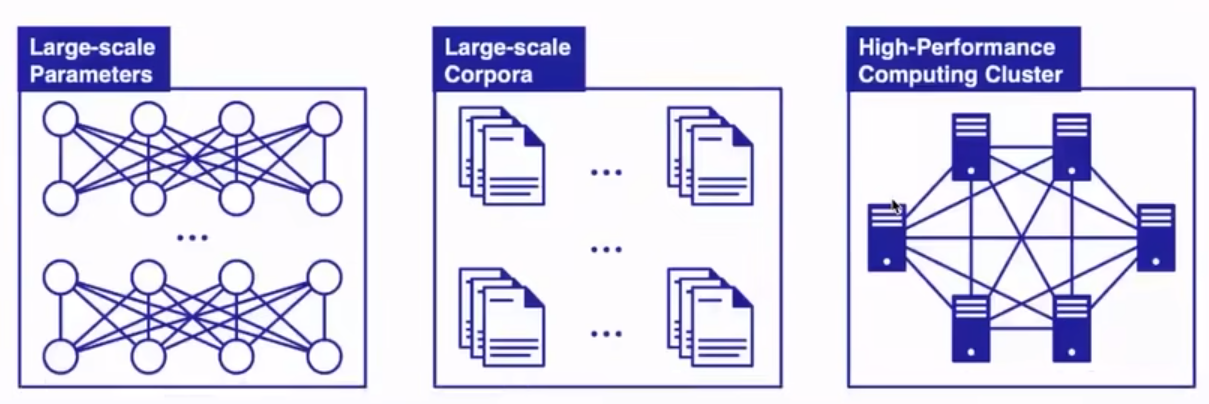 Large-scale
Parameters
Large-scale
Corpora
High-Performance
Computing Cluster
...
...
...
...